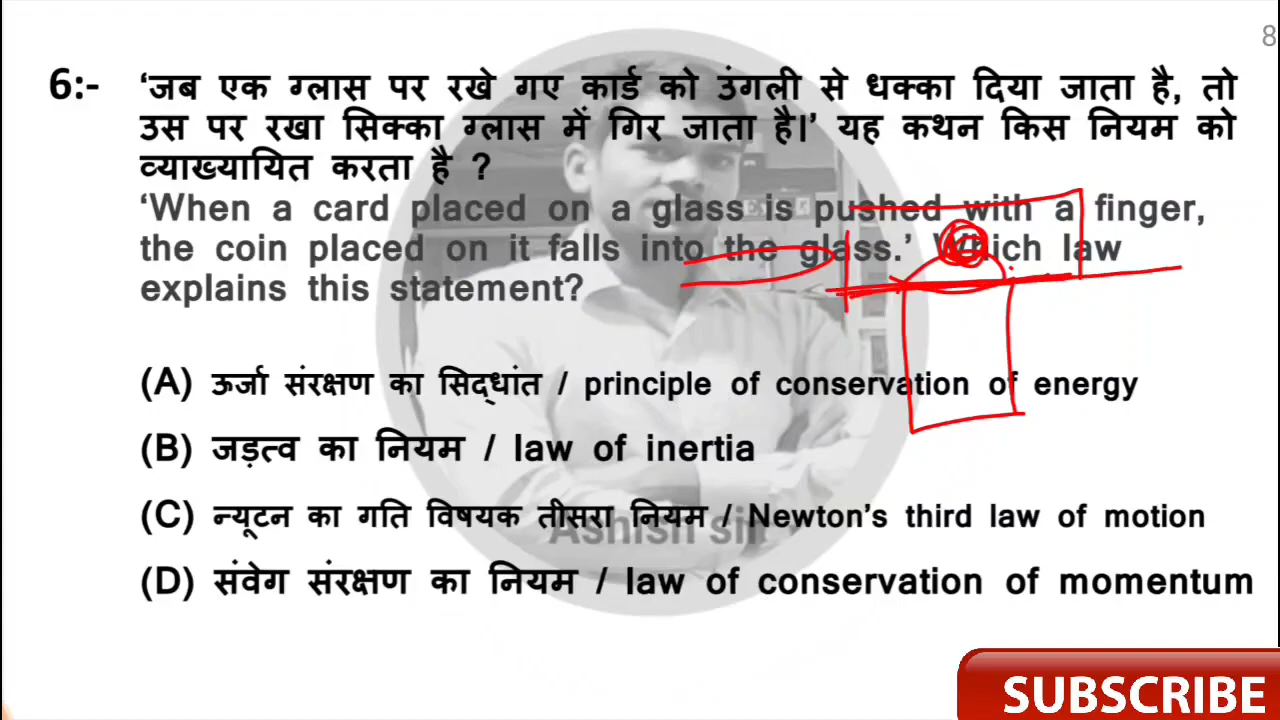 8
6:- ‘जब एक ग्लास पर रखे गए कार्ड को उंगली से धक्का दिया जाता है, तो
उस पर रखा सिक्का ग्लास में गिर जाता है।’ यह कथन किस नियम को
व्याख्यायित करता है ?
‘When a card placed on a glass is pushed with a finger,
the coin placed on it falls into the glass.’ Which law
explains this statement?
(A) ऊर्जा संरक्षण का सिद्धांत / principle of conservation of energy
(B) जड़त्व का नियम / law of inertia
(C) न्यूटन का गति विषयक तीसरा नियम / Newton’s third law of motion
Ashish sir
(D) संवेग संरक्षण का नियम / law of conservation of momentum
SUBSCRIBE